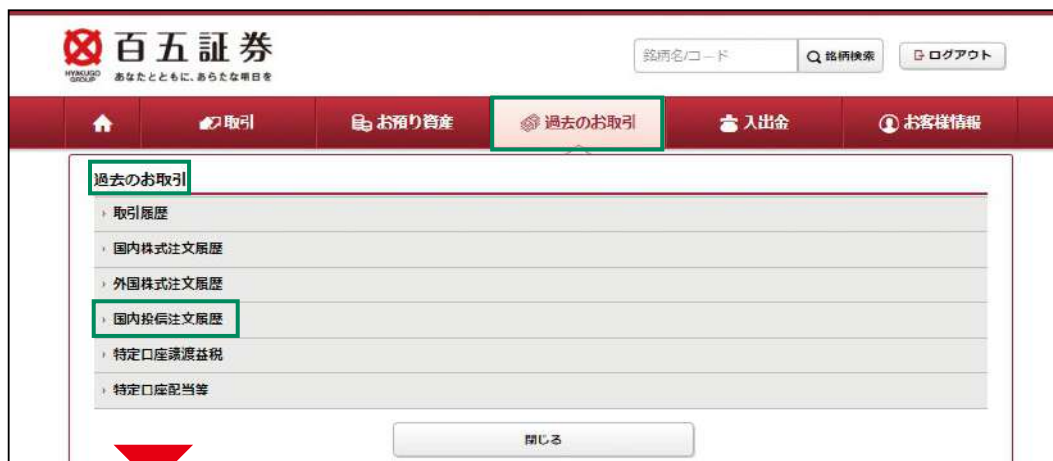 百五証券
HYAKUGO GROUP あなたとともに、あらたな明日を
銘柄名/コード 銘柄検索 ログアウト
取引 お預り資産 過去のお取引 入出金 お客様情報
過去のお取引
取引履歴
国内株式注文履歴
外国株式注文履歴
国内投信注文履歴
特定口座譲渡益税
特定口座配当等
閉じる